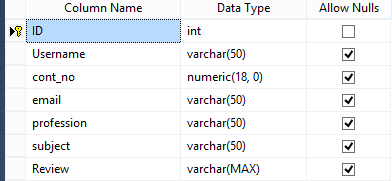 Column Name Data Type Allow Nulls
ID int
Username varchar(50)
cont_no numeric(18, 0)
email varchar(50)
profession varchar(50)
subject varchar(50)
Review varchar(MAX)